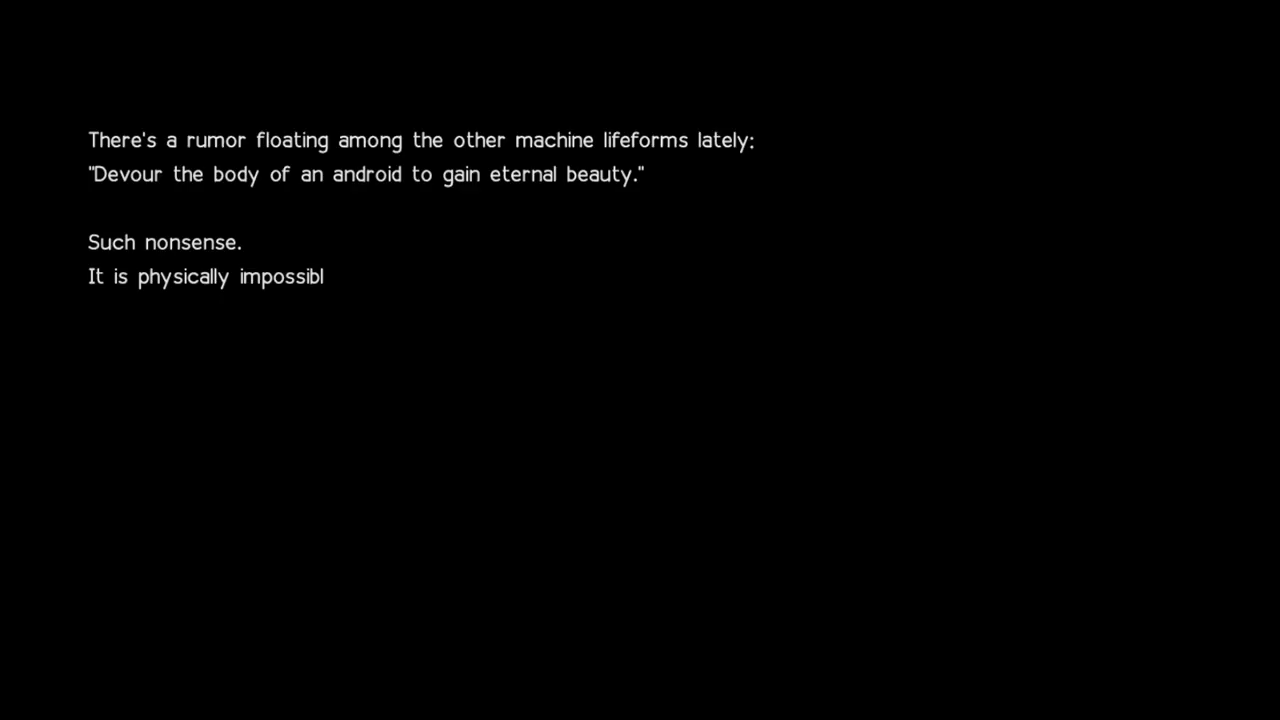 There's a rumor floating among the other machine lifeforms lately:
"Devour the body of an android to gain eternal beauty."
Such nonsense.
It is physically impossibl